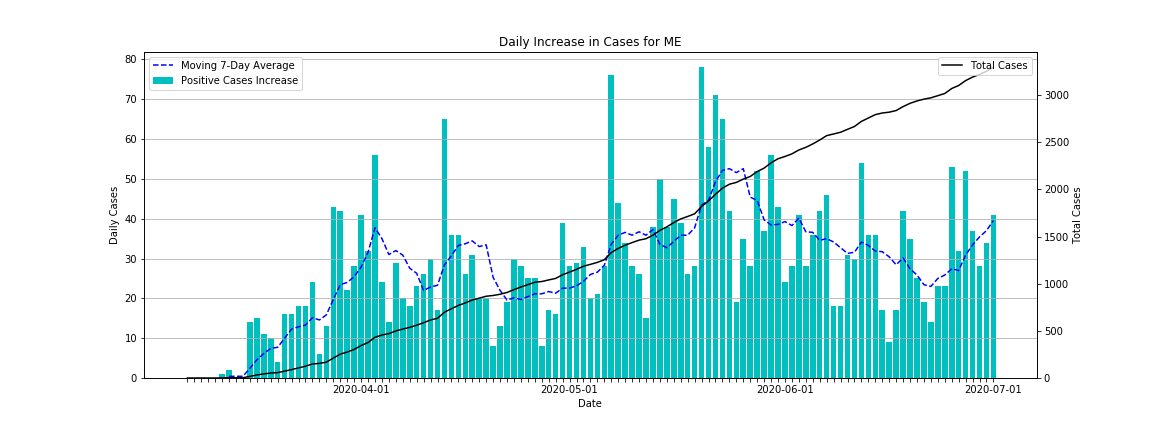 Daily Increase in Cases for ME
Moving 7-Day Average
Positive Cases Increase
Total Cases
80
70
60
50
40
30
20
10
0
Daily Cases
3000
2500
2000
1500
1000
500
0
Total Cases
2020-04-01
2020-05-01
2020-06-01
2020-07-01
Date